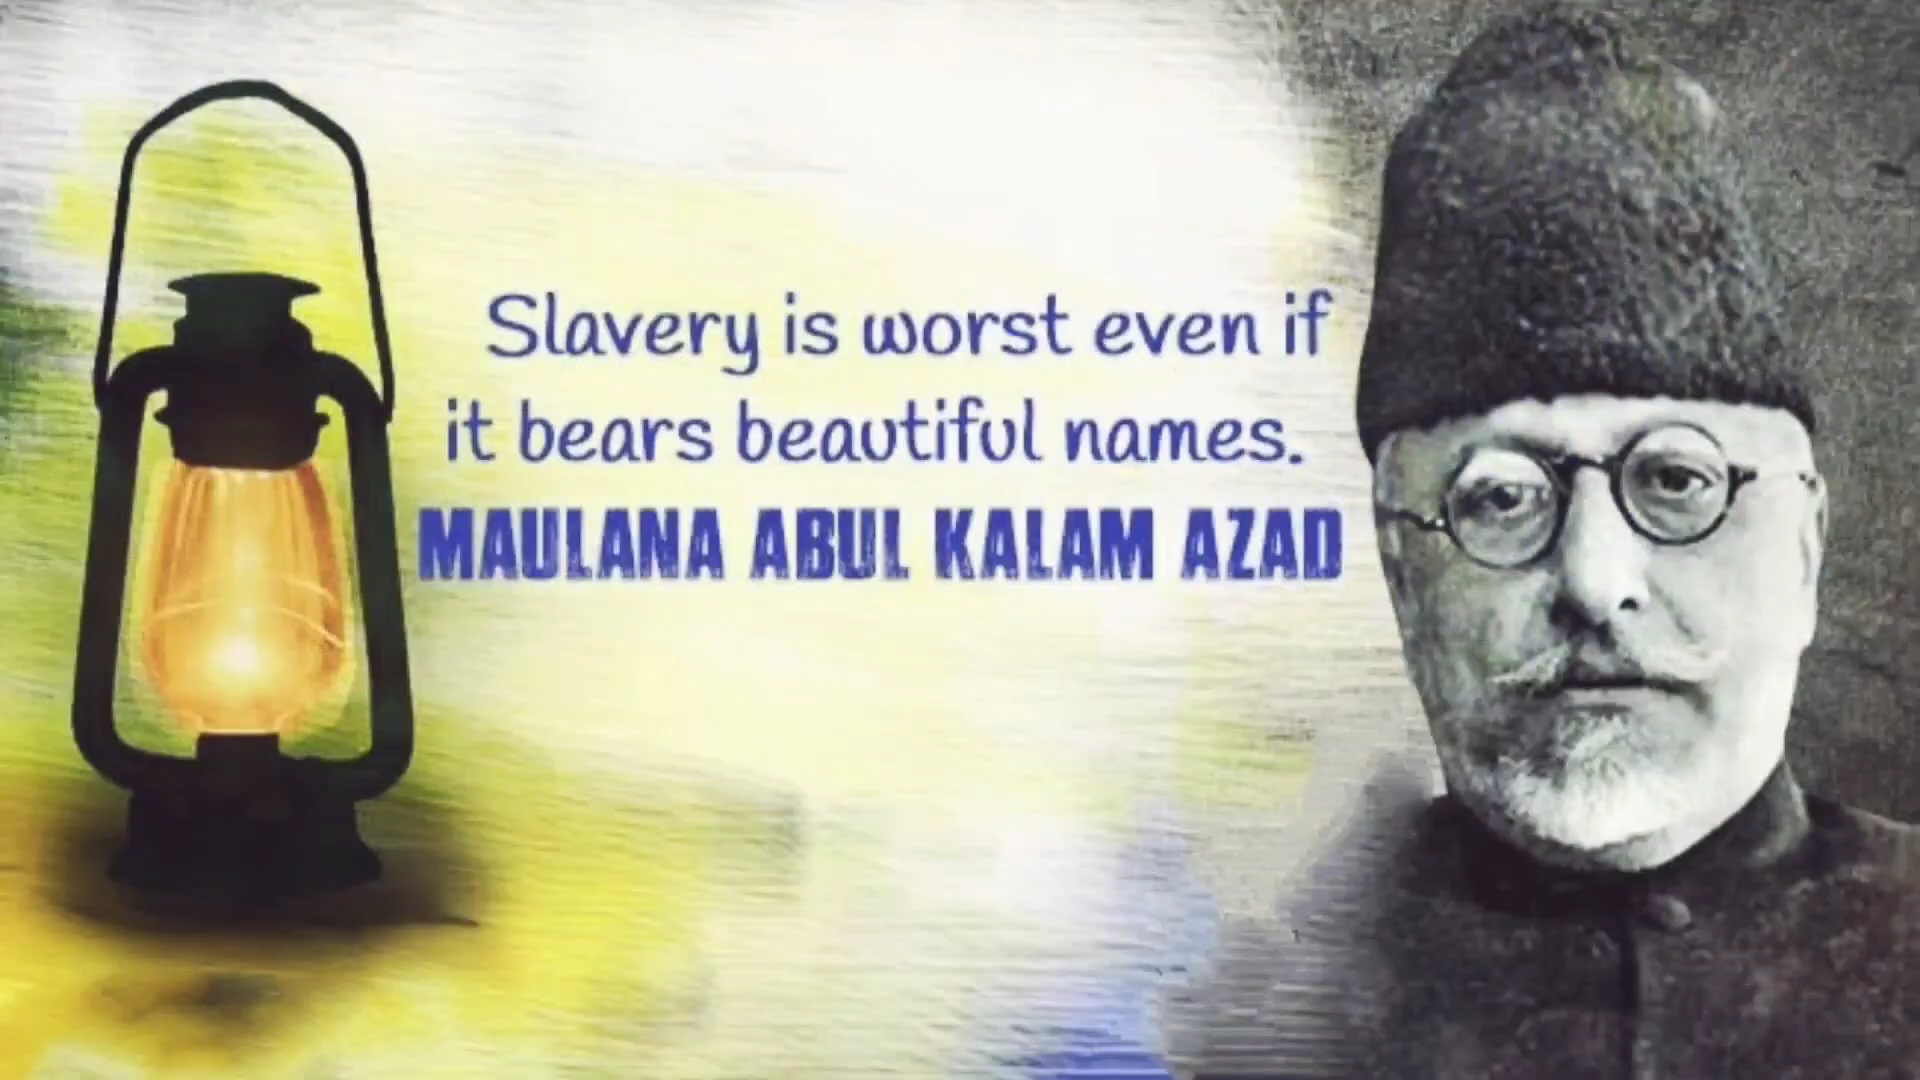 Slavery is worst even if
it bears beautiful names.
MAULANA ABUL KALAM AZAD